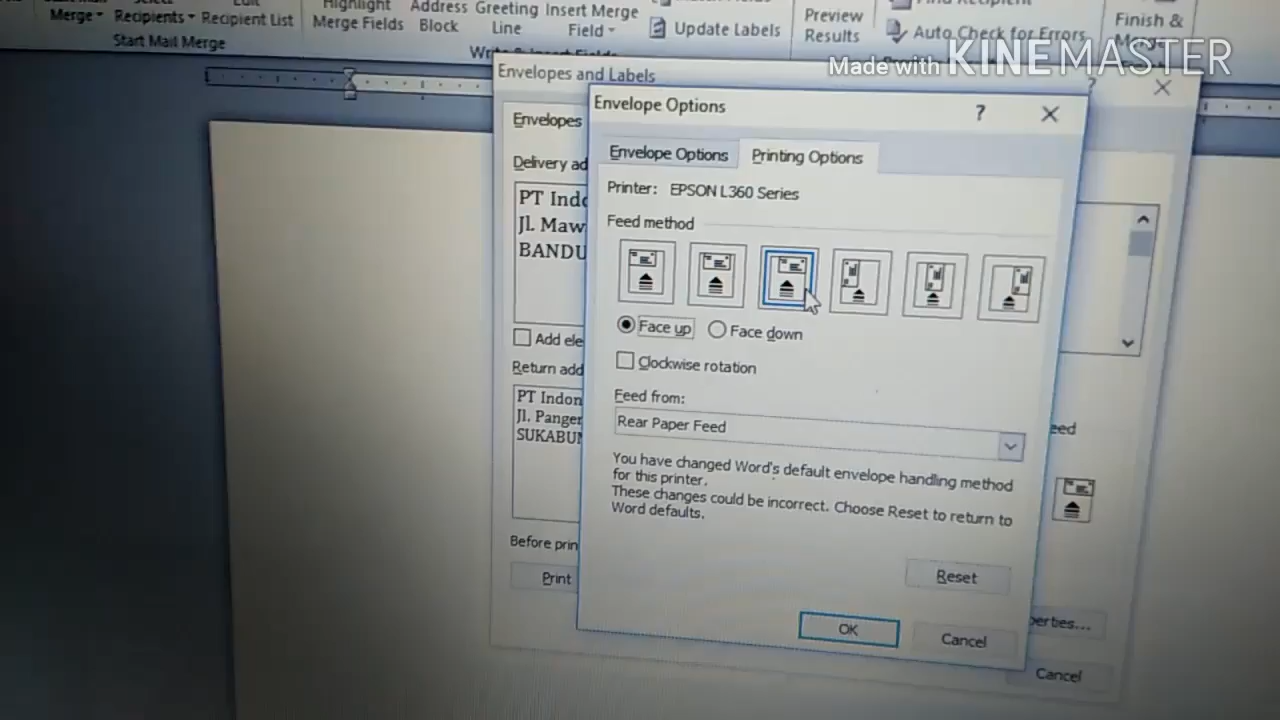 Merge
Recipients
Recipient List
Start Mail Merge
Highlight
Merge Fields
Address
Block
Greeting
Line
Insert Merge
Field
Update Labels
Preview
Results
Find Recipient
Auto Check for Errors
Finish &
Made with KINEMASTER
Envelopes and Labels
?
Envelopes
Delivery ad
PT Indo
Jl. Maw
BANDU
Add ele
Return add
PT Indon
Jl. Panger
SUKABUM
Before prin
Print
Envelope Options
?
Envelope Options
Printing Options
Printer: EPSON L360 Series
Feed method
Face up
Face down
Clockwise rotation
Feed from:
Rear Paper Feed
You have changed Word's default envelope handling method
for this printer.
These changes could be incorrect. Choose Reset to return to
Word defaults.
Reset
OK
Cancel
eed
perties...
Cancel